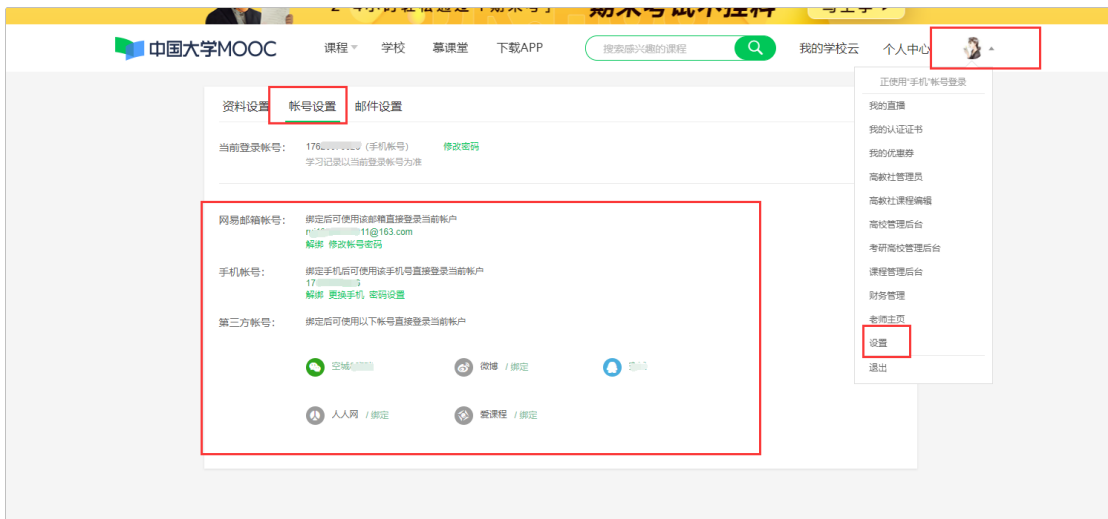 期末考试不挂科
中国大学MOOC
课程
学校
慕课堂
下载APP
搜索感兴趣的课程
我的学校云
个人中心
正使用"手机"帐号登录
我的直播
我的认证证书
我的优惠券
高教社管理员
高教社课程编辑
高校管理后台
考研高校管理后台
课程管理后台
财务管理
老师主页
设置
退出
资料设置
帐号设置
邮件设置
当前登录帐号:
(手机帐号)
修改密码
学习记录以当前登录帐号为准
网易邮箱帐号:
绑定后可使用该邮箱直接登录当前帐户
11@163.com
解绑 修改帐号密码
手机帐号:
绑定手机后可使用该手机号直接登录当前帐户
17
解绑 更换手机 密码设置
第三方帐号:
绑定后可使用以下帐号直接登录当前帐户
空城
微博 / 绑定
人人网 / 绑定
爱课程 / 绑定